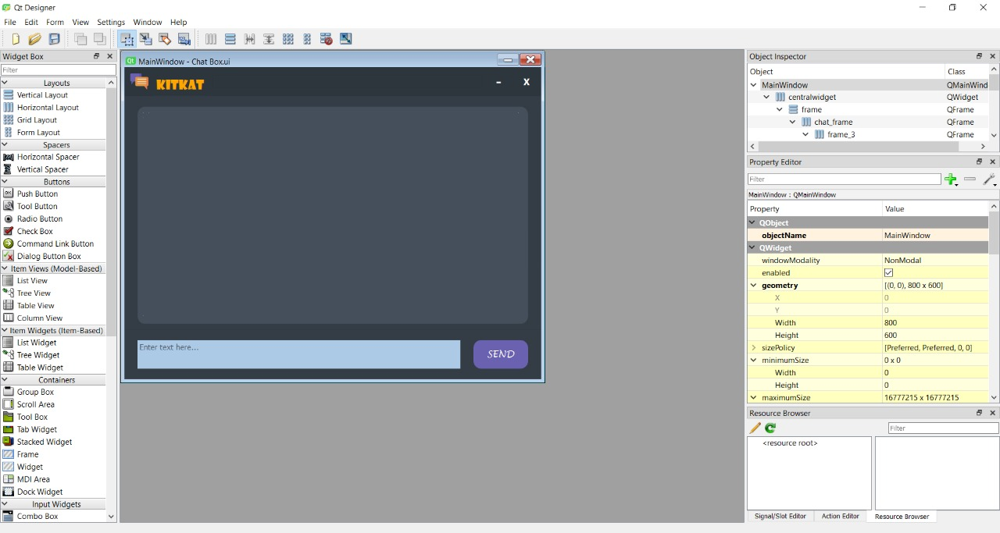 Qt Designer
File Edit Form View Settings Window Help
Widget Box
Filter
Layouts
Vertical Layout
Horizontal Layout
Grid Layout
Form Layout
Spacers
Horizontal Spacer
Vertical Spacer
Buttons
Push Button
Tool Button
Radio Button
Check Box
Command Link Button
Dialog Button Box
Item Views (Model-Based)
List View
Tree View
Table View
Column View
Item Widgets (Item-Based)
List Widget
Tree Widget
Table Widget
Containers
Group Box
Scroll Area
Tool Box
Tab Widget
Stacked Widget
Frame
Widget
MDI Area
Dock Widget
Input Widgets
Combo Box
MainWindow - Chat Box.ui
KITKAT - X
Enter text here...
SEND
Object Inspector
Object Class
MainWindow QMainWind
centralwidget QWidget
frame QFrame
chat_frame QFrame
frame_3 QFrame
Property Editor
Filter
MainWindow : QMainWindow
Property Value
QObject
objectName MainWindow
QWidget
windowModality NonModal
enabled
geometry [(0, 0), 800 x 600]
X 0
Y 0
Width 800
Height 600
sizePolicy [Preferred, Preferred, 0, 0]
minimumSize 0 x 0
Width 0
Height 0
maximumSize 16777215 x 16777215
Resource Browser
Filter
<resource root>
Signal/Slot Editor Action Editor Resource Browser